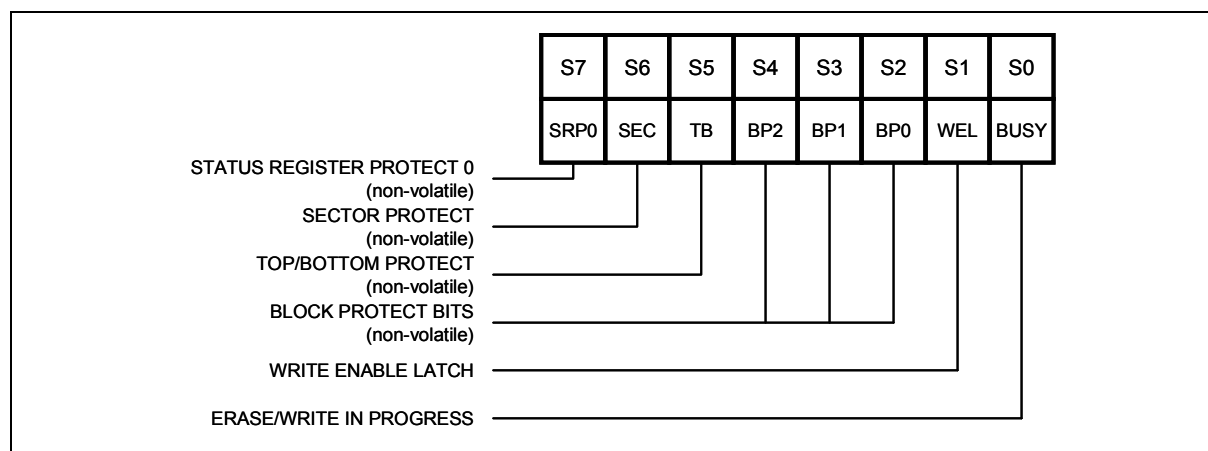 S7 S6 S5 S4 S3 S2 S1 S0
SRP0 SEC TB BP2 BP1 BP0 WEL BUSY
STATUS REGISTER PROTECT 0
(non-volatile)
SECTOR PROTECT
(non-volatile)
TOP/BOTTOM PROTECT
(non-volatile)
BLOCK PROTECT BITS
(non-volatile)
WRITE ENABLE LATCH
ERASE/WRITE IN PROGRESS